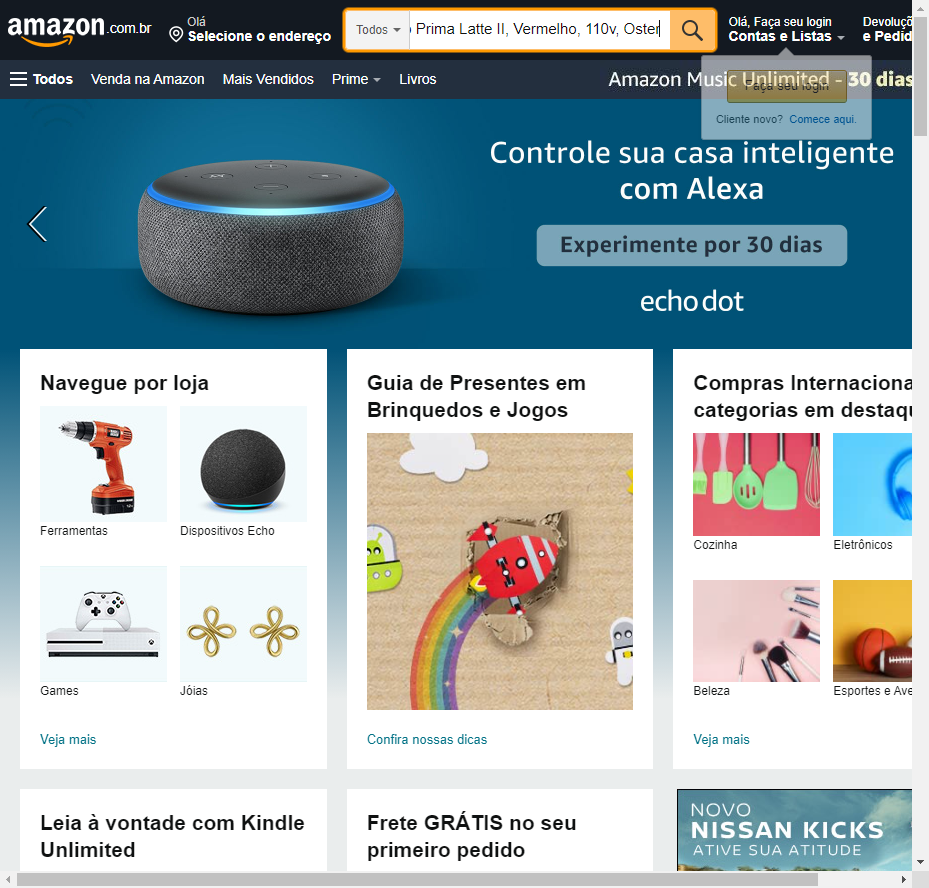 amazon.com.br
Olá
Selecione o endereço
Todos
Prima Latte II, Vermelho, 110v, Oster
Olá, Faça seu login
Contas e Listas
Devoluçõ
e Pedid
Todos
Venda na Amazon
Mais Vendidos
Prime
Livros
Amazon Music Unlimited - 30 dias
Faça seu login
Cliente novo? Comece aqui.
Controle sua casa inteligente
com Alexa
Experimente por 30 dias
echo dot
Navegue por loja
Ferramentas
Dispositivos Echo
Games
Jóias
Veja mais
Guia de Presentes em
Brinquedos e Jogos
Confira nossas dicas
Compras Internaciona
categorias em destaqu
Cozinha
Eletrônicos
Beleza
Esportes e Ave
Veja mais
Leia à vontade com Kindle
Unlimited
Frete GRÁTIS no seu
primeiro pedido
NOVO
NISSAN KICKS
ATIVE SUA ATITUDE